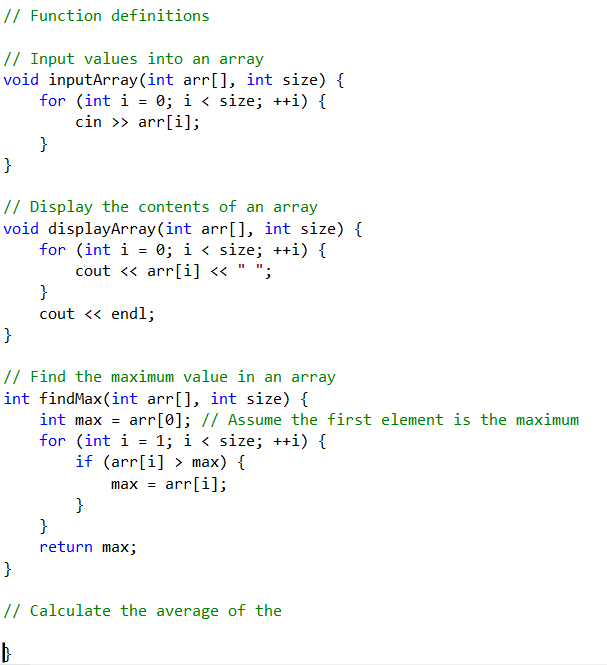 // Function definitions

// Input values into an array
void inputArray(int arr[], int size) {
    for (int i = 0; i < size; ++i) {
        cin >> arr[i];
    }
}

// Display the contents of an array
void displayArray(int arr[], int size) {
    for (int i = 0; i < size; ++i) {
        cout << arr[i] << " ";
    }
    cout << endl;
}

// Find the maximum value in an array
int findMax(int arr[], int size) {
    int max = arr[0]; // Assume the first element is the maximum
    for (int i = 1; i < size; ++i) {
        if (arr[i] > max) {
            max = arr[i];
        }
    }
    return max;
}

// Calculate the average of the

}